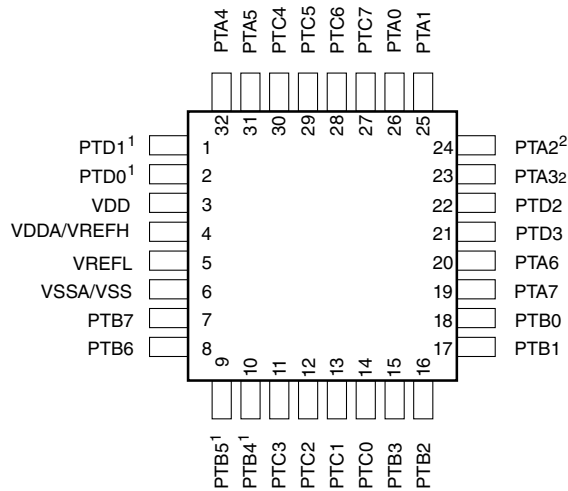 PTA4
PTA5
PTC4
PTC5
PTC6
PTC7
PTA0
PTA1
32
31
30
29
28
27
26
25
PTD1¹ 1
24 PTA2²
PTD0¹ 2
23 PTA32
VDD 3
22 PTD2
VDDA/VREFH 4
21 PTD3
VREFL 5
20 PTA6
VSSA/VSS 6
19 PTA7
PTB7 7
18 PTB0
PTB6 8
17 PTB1
9
10
11
12
13
14
15
16
PTB5¹
PTB4¹
PTC3
PTC2
PTC1
PTC0
PTB3
PTB2